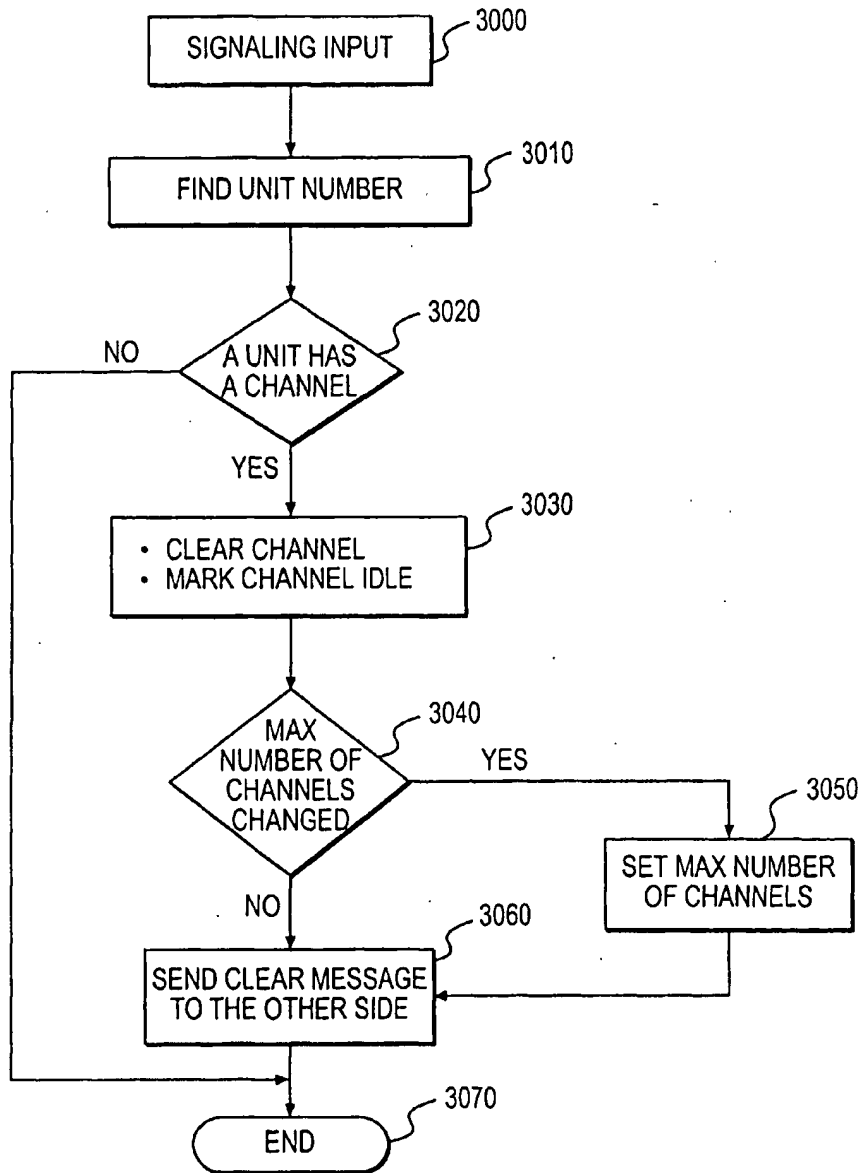 SIGNALING INPUT
3000
FIND UNIT NUMBER
3010
A UNIT HAS
A CHANNEL
3020
NO
YES
• CLEAR CHANNEL
• MARK CHANNEL IDLE
3030
MAX
NUMBER OF
CHANNELS
CHANGED
3040
YES
SET MAX NUMBER
OF CHANNELS
3050
NO
SEND CLEAR MESSAGE
TO THE OTHER SIDE
3060
END
3070